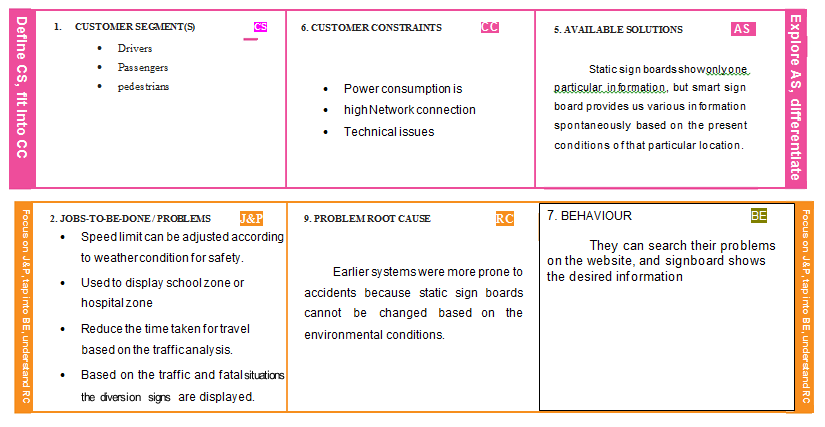 Define CS, fit into CC
1. CUSTOMER SEGMENT(S) CS
• Drivers
• Passengers
• pedestrians
6. CUSTOMER CONSTRAINTS CC
• Power consumption is
• high Network connection
• Technical issues
5. AVAILABLE SOLUTIONS AS
Static sign boards show only one
particular information, but smart sign
board provides us various information
spontaneously based on the present
conditions of that particular location.
Explore AS, differentiate
Focus on J&P, tap into BE, understand RC
2. JOBS-TO-BE-DONE / PROBLEMS J&P
• Speed limit can be adjusted according
to weather condition for safety.
• Used to display school zone or
hospital zone
• Reduce the time taken for travel
based on the traffic analysis.
• Based on the traffic and fatal situations
the diversion signs are displayed.
9. PROBLEM ROOT CAUSE RC
Earlier systems were more prone to
accidents because static sign boards
cannot be changed based on the
environmental conditions.
7. BEHAVIOUR BE
They can search their problems
on the website, and signboard shows
the desired information
Focus on J&P, tap into BE, understand RC